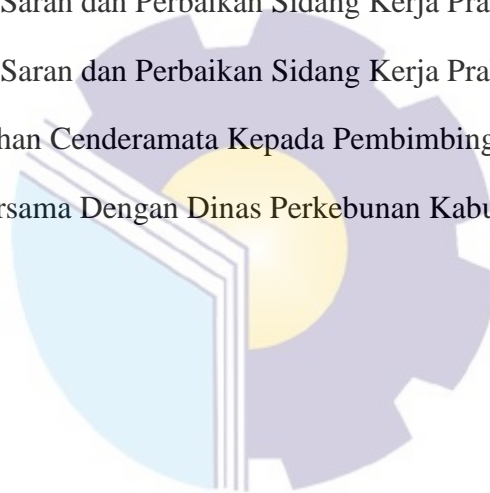 Saran dan Perbaikan Sidang Kerja Pra
Saran dan Perbaikan Sidang Kerja Pra
han Cenderamata Kepada Pembimbing
rsama Dengan Dinas Perkebunan Kabu